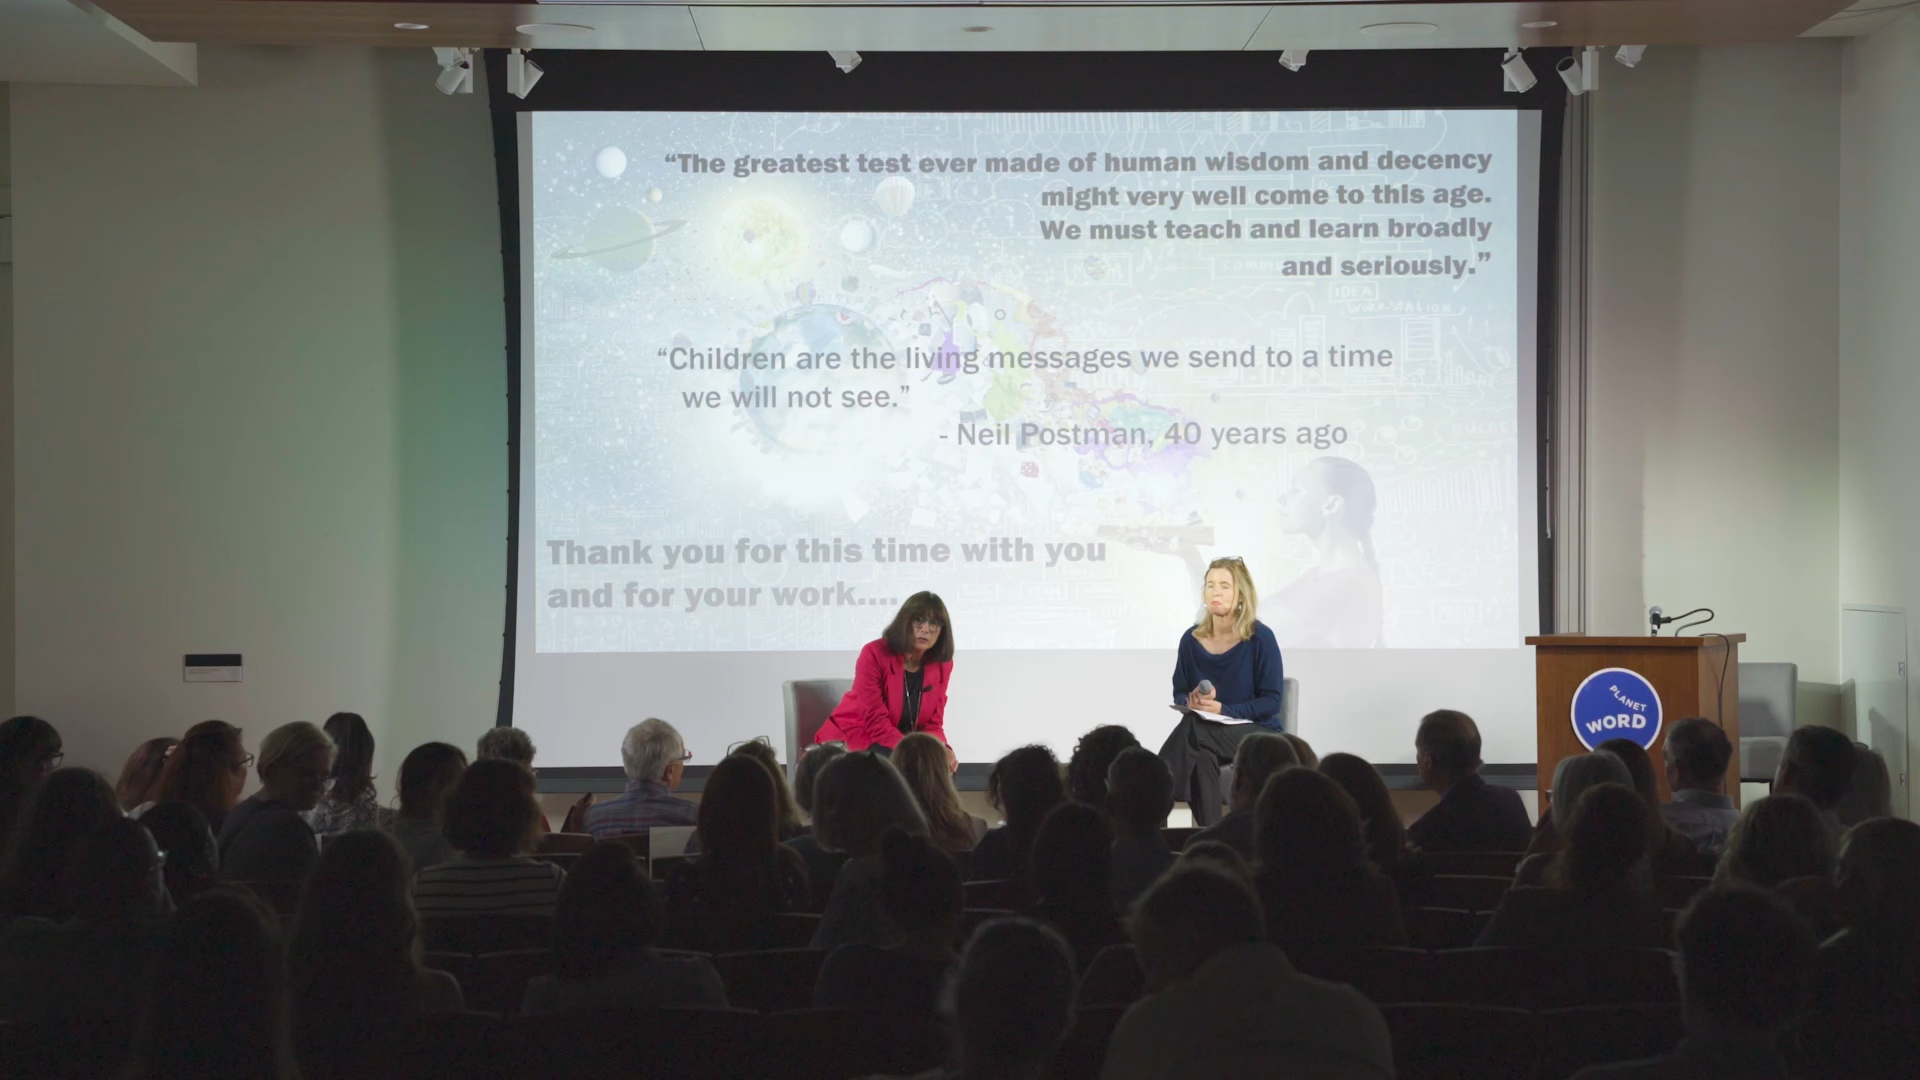 “The greatest test ever made of human wisdom and decency
might very well come to this age.
We must teach and learn broadly
and seriously.”
IDEA
“Children are the living messages we send to a time
we will not see.”
- Neil Postman, 40 years ago
Thank you for this time with you
and for your work....
PLANET
WORD